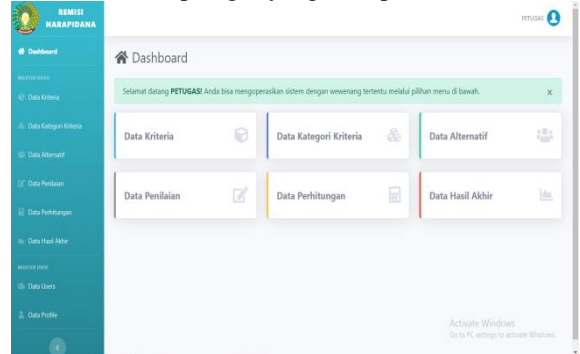 REMISI
NARAPIDANA
PETUGAS
Dashboard
Dashboard
MASTER DATA
Selamat datang PETUGAS! Anda bisa mengoperasikan sistem dengan wewenang tertentu melalui pilihan menu di bawah.
x
Data Kriteria
Data Kategori Kriteria
Data Alternatif
Data Penilaian
Data Perhitungan
Data Hasil Akhir
MASTER USER
Data Users
Data Profile
Data Kriteria
Data Kategori Kriteria
Data Alternatif
Data Penilaian
Data Perhitungan
Data Hasil Akhir
Activate Windows
Go to PC settings to activate Windows.